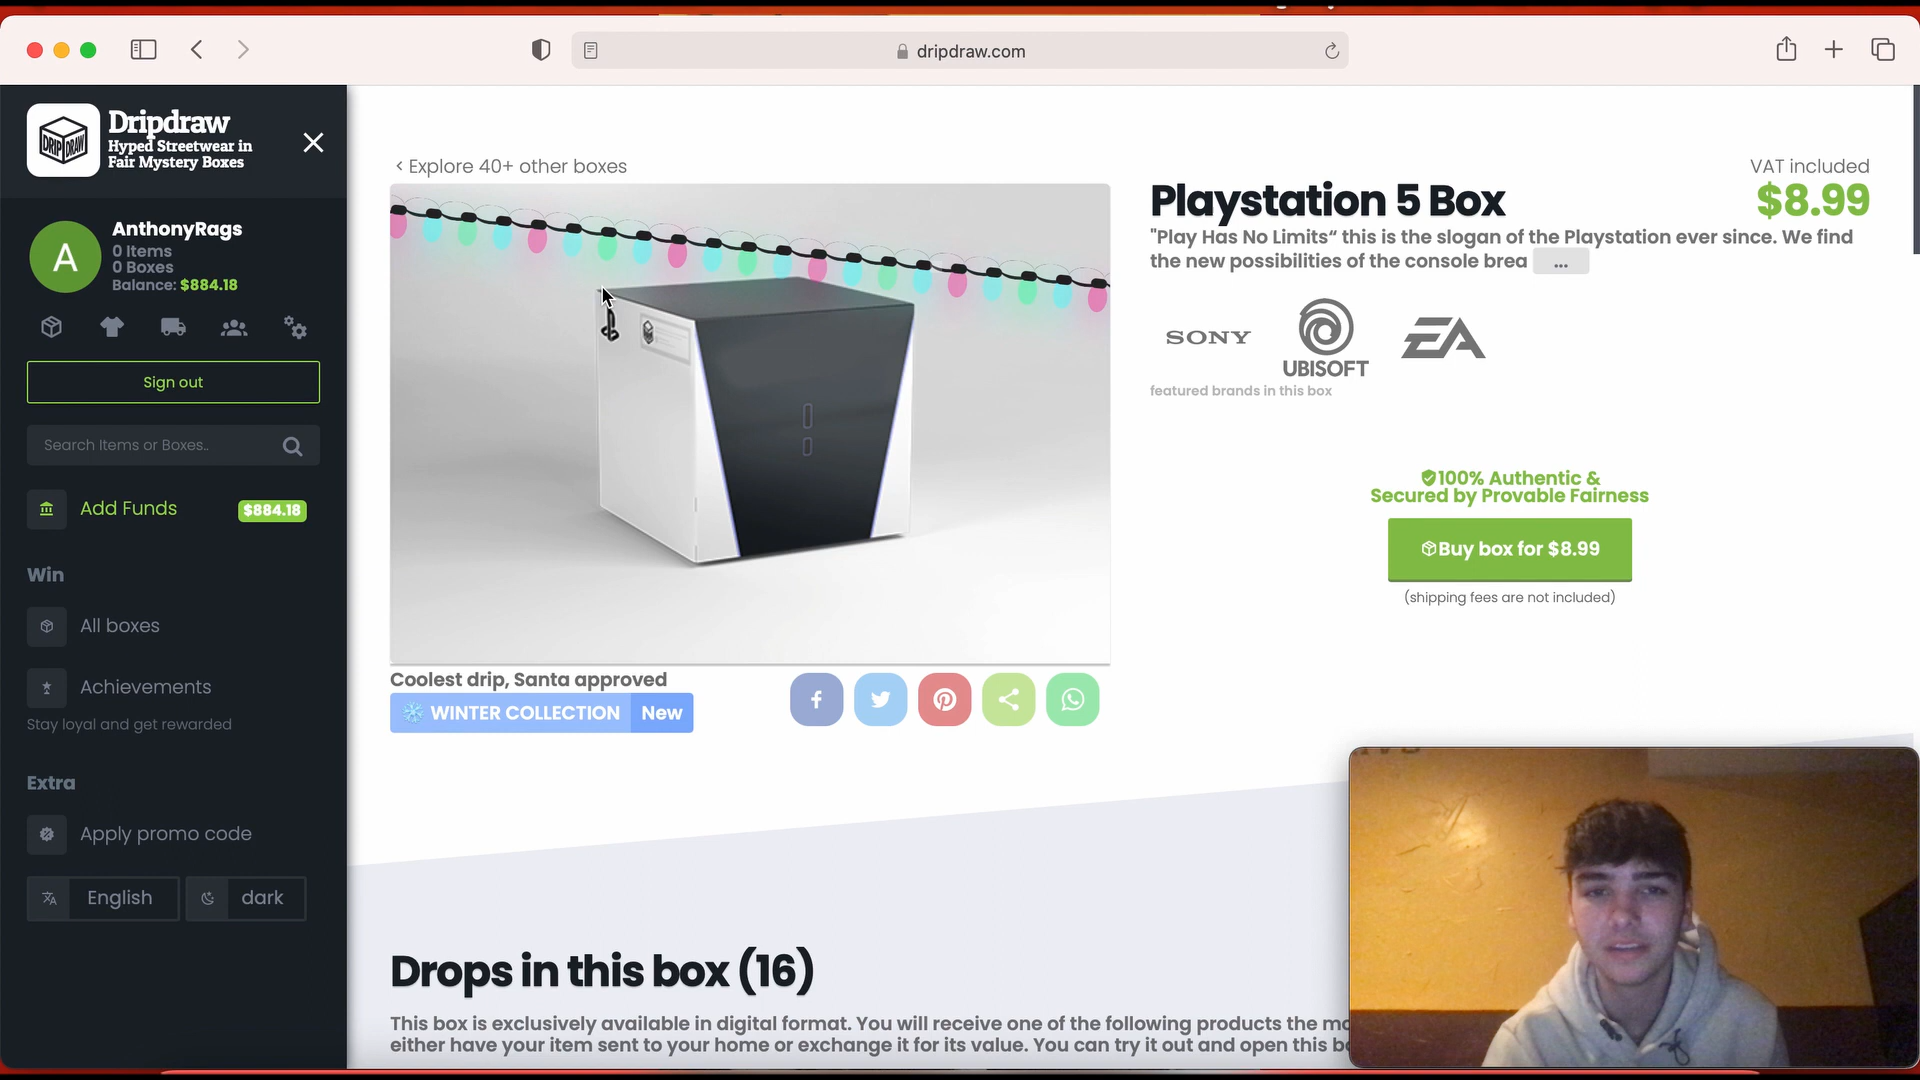 dripdraw.com
DRIP DRAW
Dripdraw
Hyped Streetwear in
Fair Mystery Boxes
A
AnthonyRags
0 Items
0 Boxes
Balance: $884.18
Sign out
Search Items or Boxes..
Add Funds
$884.18
Win
All boxes
Achievements
Stay loyal and get rewarded
Extra
Apply promo code
English
dark
< Explore 40+ other boxes
Coolest drip, Santa approved
WINTER COLLECTION New
VAT included
Playstation 5 Box
$8.99
"Play Has No Limits“ this is the slogan of the Playstation ever since. We find
the new possibilities of the console brea ...
SONY
UBISOFT
EA
featured brands in this box
100% Authentic &
Secured by Provable Fairness
Buy box for $8.99
(shipping fees are not included)
Drops in this box (16)
This box is exclusively available in digital format. You will receive one of the following products the
either have your item sent to your home or exchange it for its value. You can try it out and open this